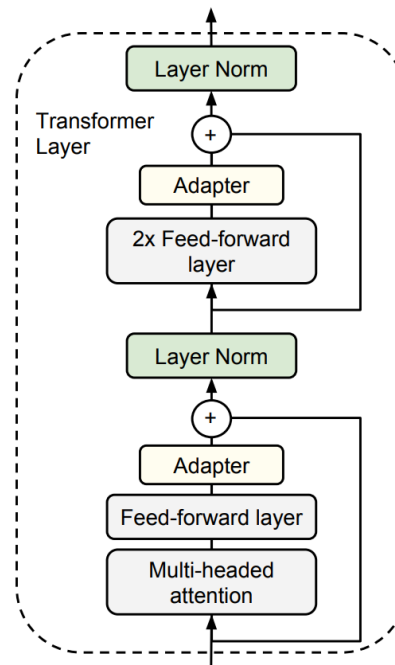 Layer Norm
Transformer
Layer
+
Adapter
2x Feed-forward
layer
Layer Norm
+
Adapter
Feed-forward layer
Multi-headed
attention